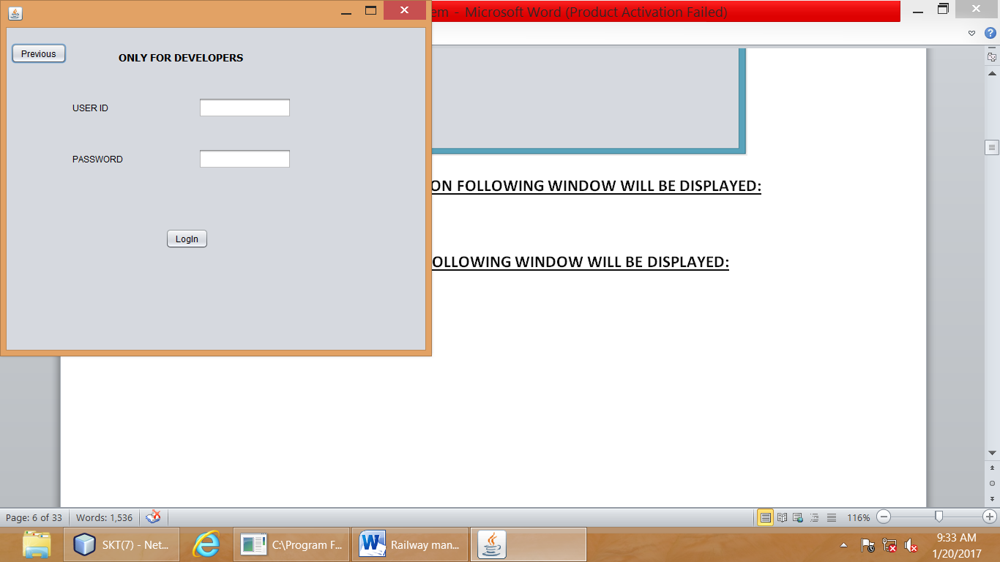 em - Microsoft Word (Product Activation Failed)
Previous
ONLY FOR DEVELOPERS
USER ID
PASSWORD
LogIn
ON FOLLOWING WINDOW WILL BE DISPLAYED:
OLLOWING WINDOW WILL BE DISPLAYED:
Page: 6 of 33 Words: 1,536 116%
SKT(7) - Net... C:\Program F... Railway man... 9:33 AM
1/20/2017